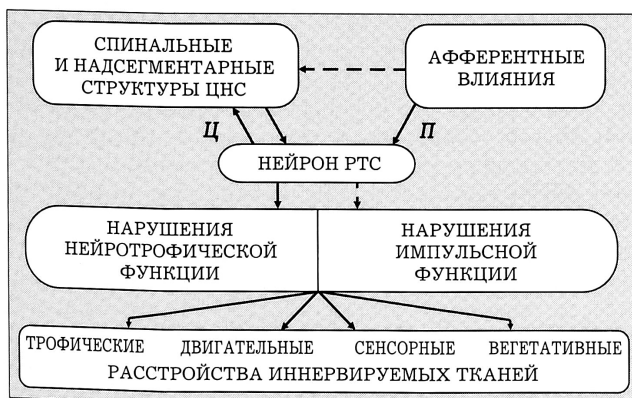 СПИНАЛЬНЫЕ
И НАДСЕГМЕНТАРНЫЕ
СТРУКТУРЫ ЦНС
АФФЕРЕНТНЫЕ
ВЛИЯНИЯ
Ц
П
НЕЙРОН РТС
НАРУШЕНИЯ
НЕЙРОТРОФИЧЕСКОЙ
ФУНКЦИИ
НАРУШЕНИЯ
ИМПУЛЬСНОЙ
ФУНКЦИИ
ТРОФИЧЕСКИЕ ДВИГАТЕЛЬНЫЕ СЕНСОРНЫЕ ВЕГЕТАТИВНЫЕ
РАССТРОЙСТВА ИННЕРВИРУЕМЫХ ТКАНЕЙ